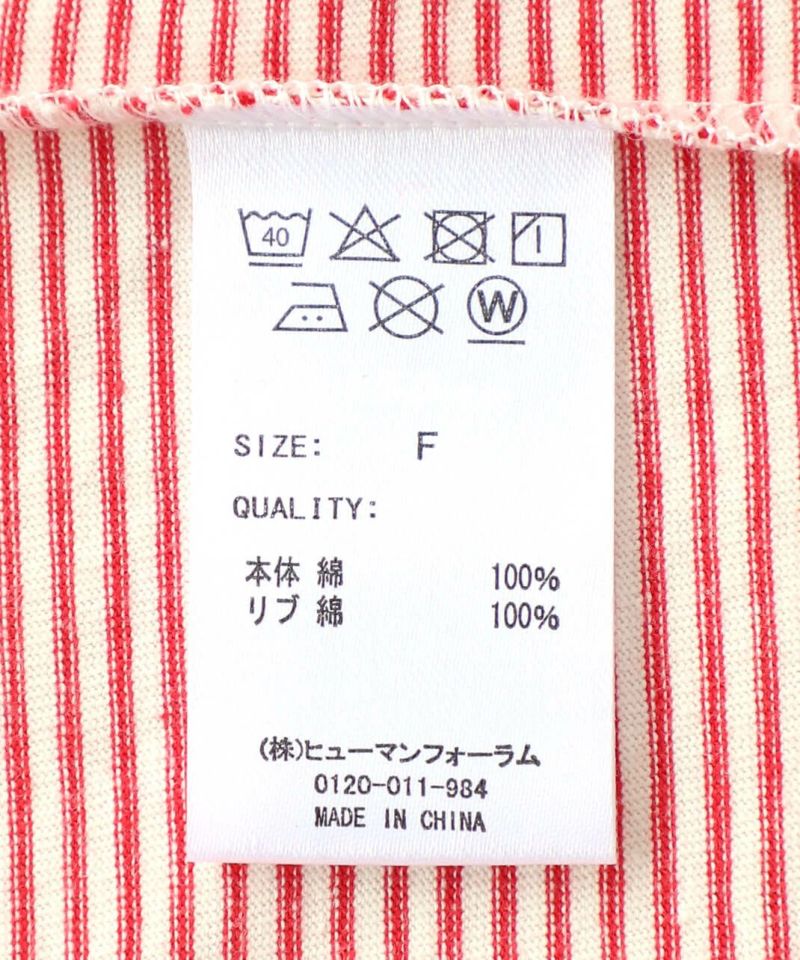 40
W
SIZE: F
QUALITY:
本体 綿 100%
リブ 綿 100%
(株)ヒューマンフォーラム
0120-011-984
MADE IN CHINA